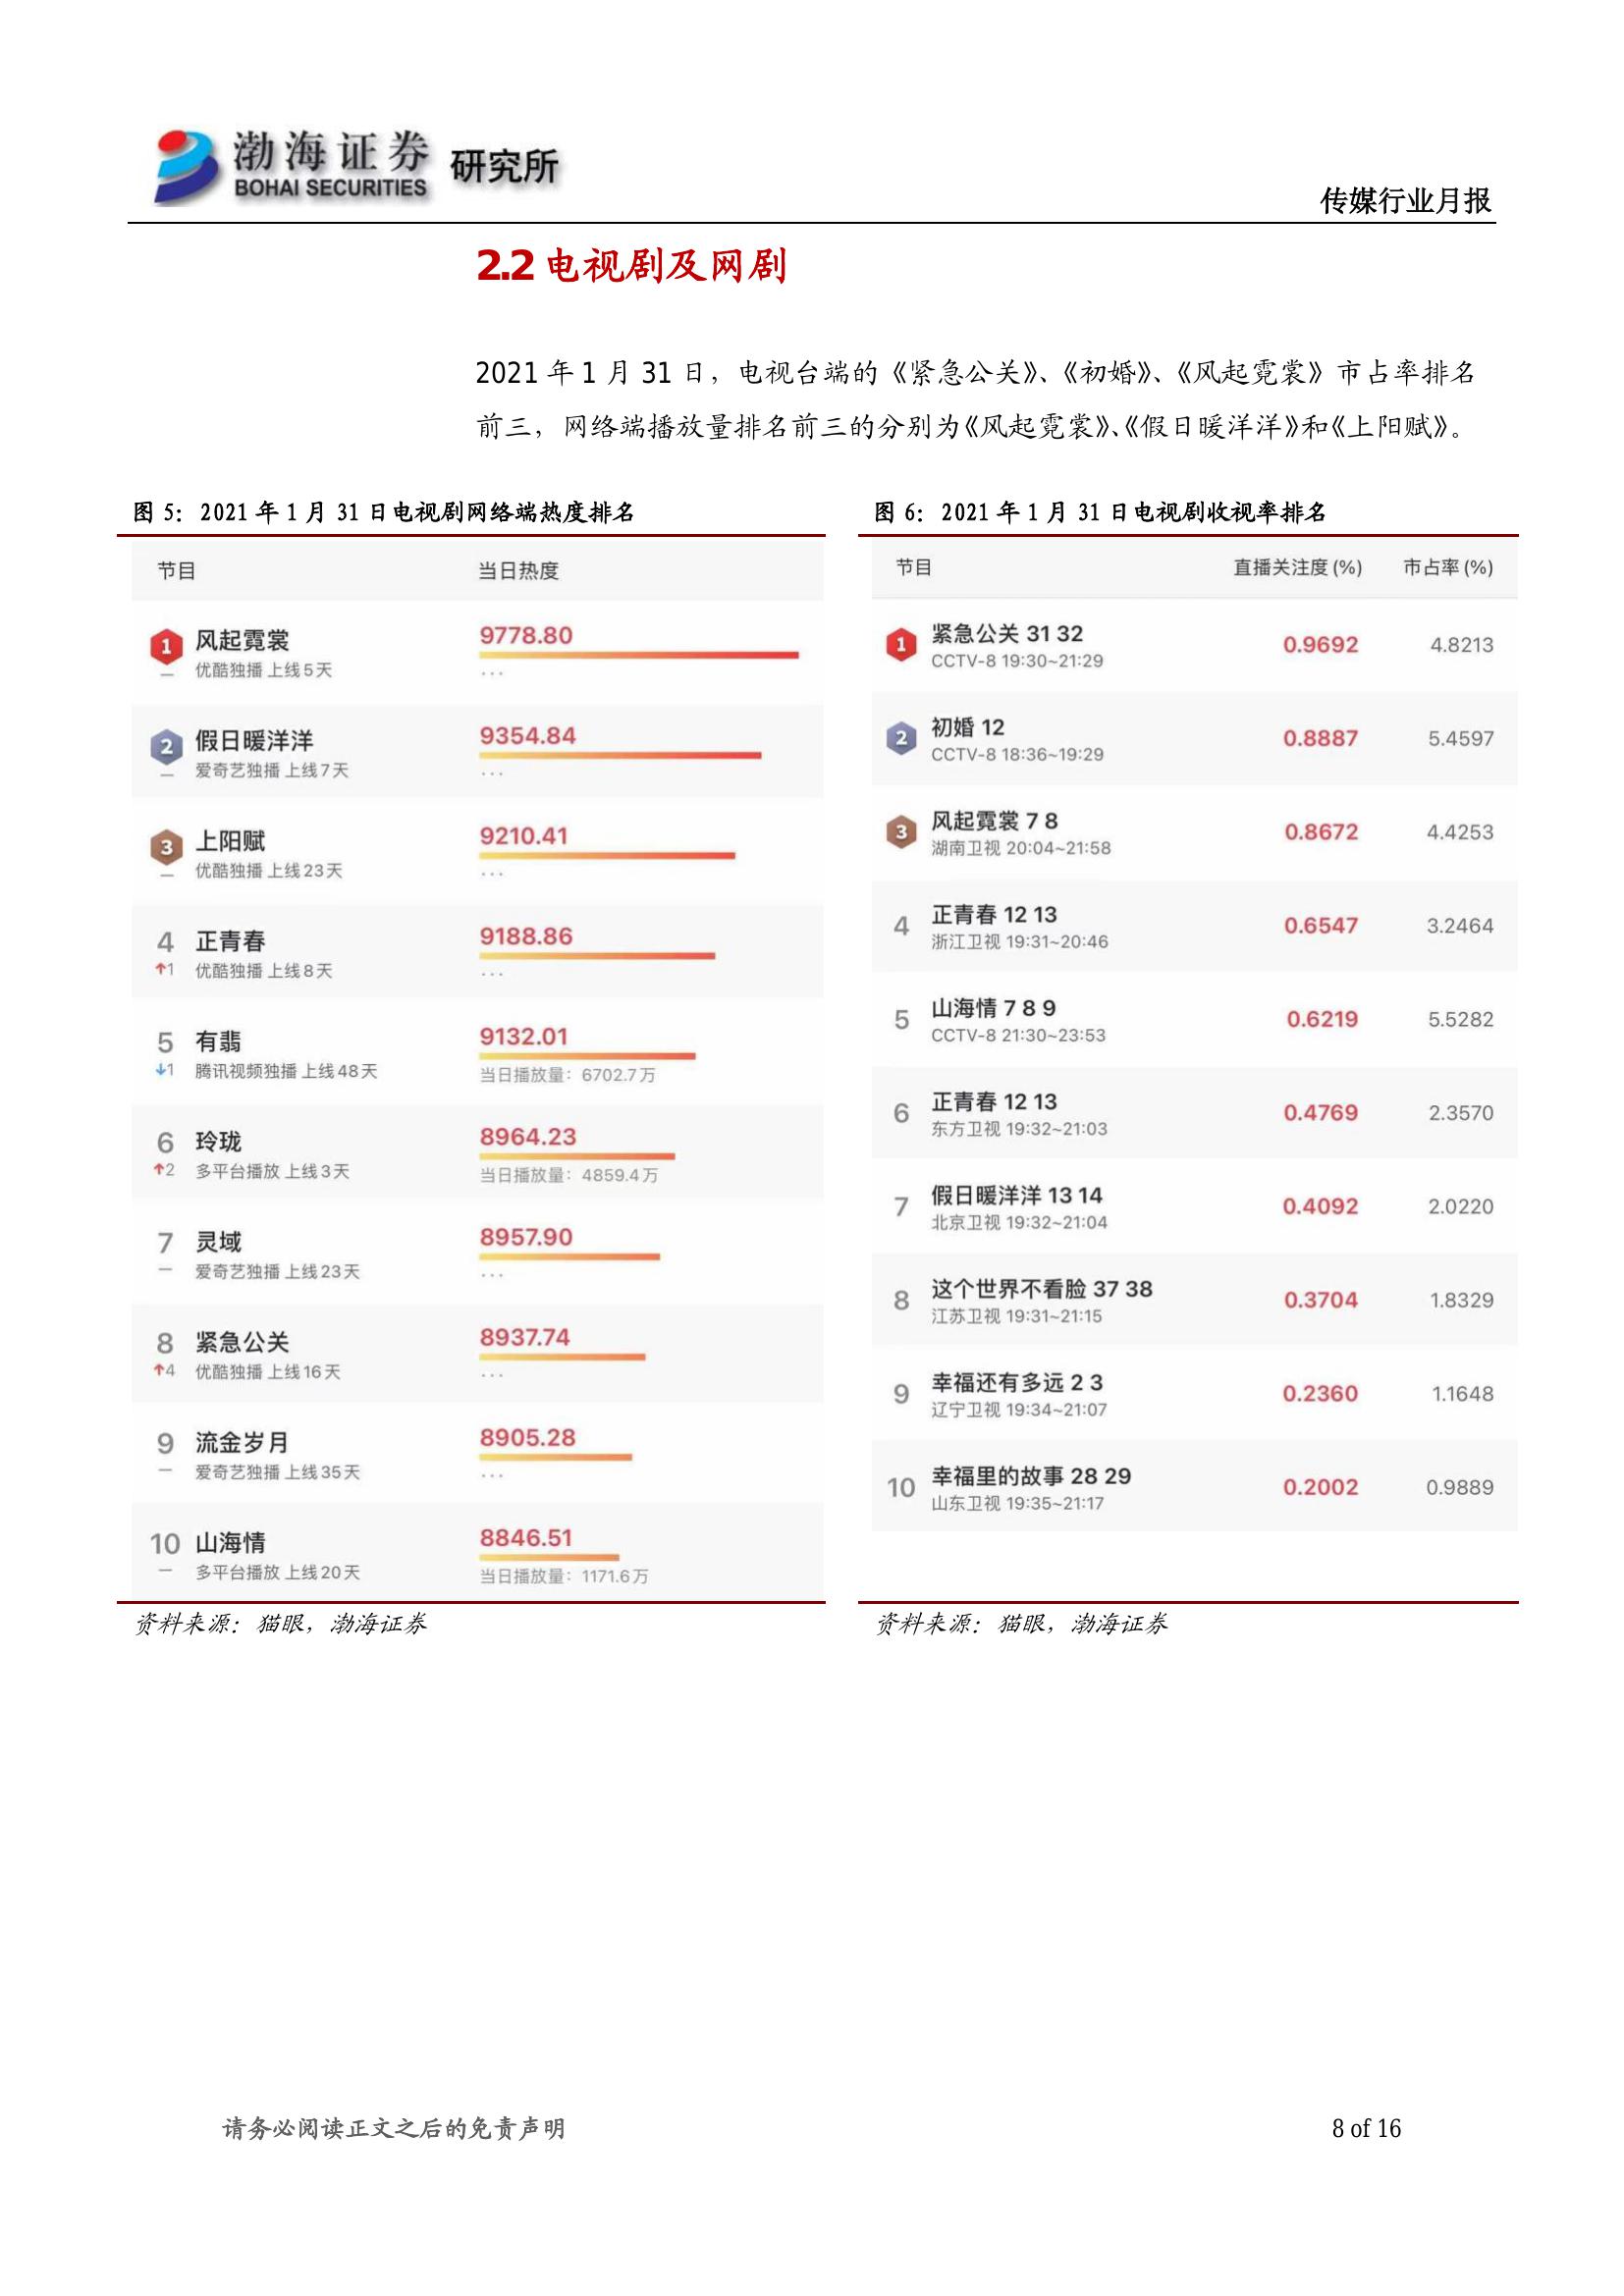 渤海证券 研究所
BOHAI SECURITIES
传媒行业月报
2.2 电视剧及网剧
2021 年 1 月 31 日，电视台端的《紧急公关》、《初婚》、《风起霓裳》市占率排名
前三，网络端播放量排名前三的分别为《风起霓裳》、《假日暖洋洋》和《上阳赋》。
图 5：2021 年 1 月 31 日电视剧网络端热度排名
节目 当日热度
1 风起霓裳 9778.80
— 优酷独播 上线5天 ...
2 假日暖洋洋 9354.84
— 爱奇艺独播 上线7天 ...
3 上阳赋 9210.41
— 优酷独播 上线23天 ...
4 正青春 9188.86
↑1 优酷独播 上线8天 ...
5 有翡 9132.01
↓1 腾讯视频独播 上线48天 当日播放量：6702.7万
6 玲珑 8964.23
↑2 多平台播放 上线3天 当日播放量：4859.4万
7 灵域 8957.90
— 爱奇艺独播 上线23天 ...
8 紧急公关 8937.74
↑4 优酷独播 上线16天 ...
9 流金岁月 8905.28
— 爱奇艺独播 上线35天 ...
10 山海情 8846.51
— 多平台播放 上线20天 当日播放量：1171.6万
资料来源：猫眼，渤海证券
图 6：2021 年 1 月 31 日电视剧收视率排名
节目 直播关注度(%) 市占率(%)
1 紧急公关 31 32 0.9692 4.8213
CCTV-8 19:30~21:29
2 初婚 12 0.8887 5.4597
CCTV-8 18:36~19:29
3 风起霓裳 7 8 0.8672 4.4253
湖南卫视 20:04~21:58
4 正青春 12 13 0.6547 3.2464
浙江卫视 19:31~20:46
5 山海情 7 8 9 0.6219 5.5282
CCTV-8 21:30~23:53
6 正青春 12 13 0.4769 2.3570
东方卫视 19:32~21:03
7 假日暖洋洋 13 14 0.4092 2.0220
北京卫视 19:32~21:04
8 这个世界不看脸 37 38 0.3704 1.8329
江苏卫视 19:31~21:15
9 幸福还有多远 2 3 0.2360 1.1648
辽宁卫视 19:34~21:07
10 幸福里的故事 28 29 0.2002 0.9889
山东卫视 19:35~21:17
资料来源：猫眼，渤海证券
请务必阅读正文之后的免责声明 8 of 16